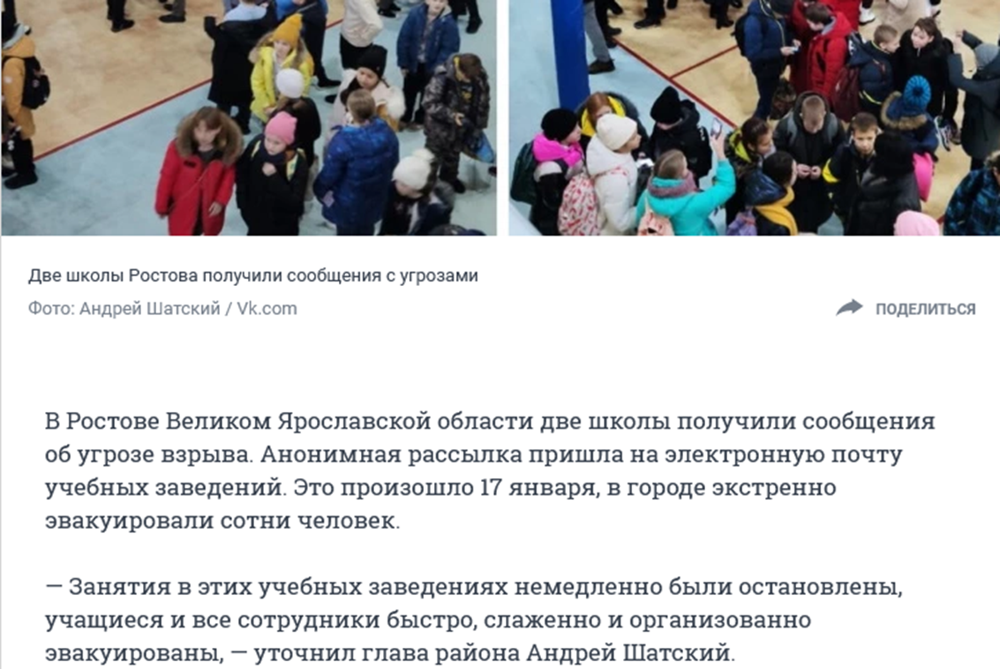 Две школы Ростова получили сообщения с угрозами
Фото: Андрей Шатский / Vk.com
ПОДЕЛИТЬСЯ
В Ростове Великом Ярославской области две школы получили сообщения
об угрозе взрыва. Анонимная рассылка пришла на электронную почту
учебных заведений. Это произошло 17 января, в городе экстренно
эвакуировали сотни человек.
— Занятия в этих учебных заведениях немедленно были остановлены,
учащиеся и все сотрудники быстро, слаженно и организованно
эвакуированы, — уточнил глава района Андрей Шатский.